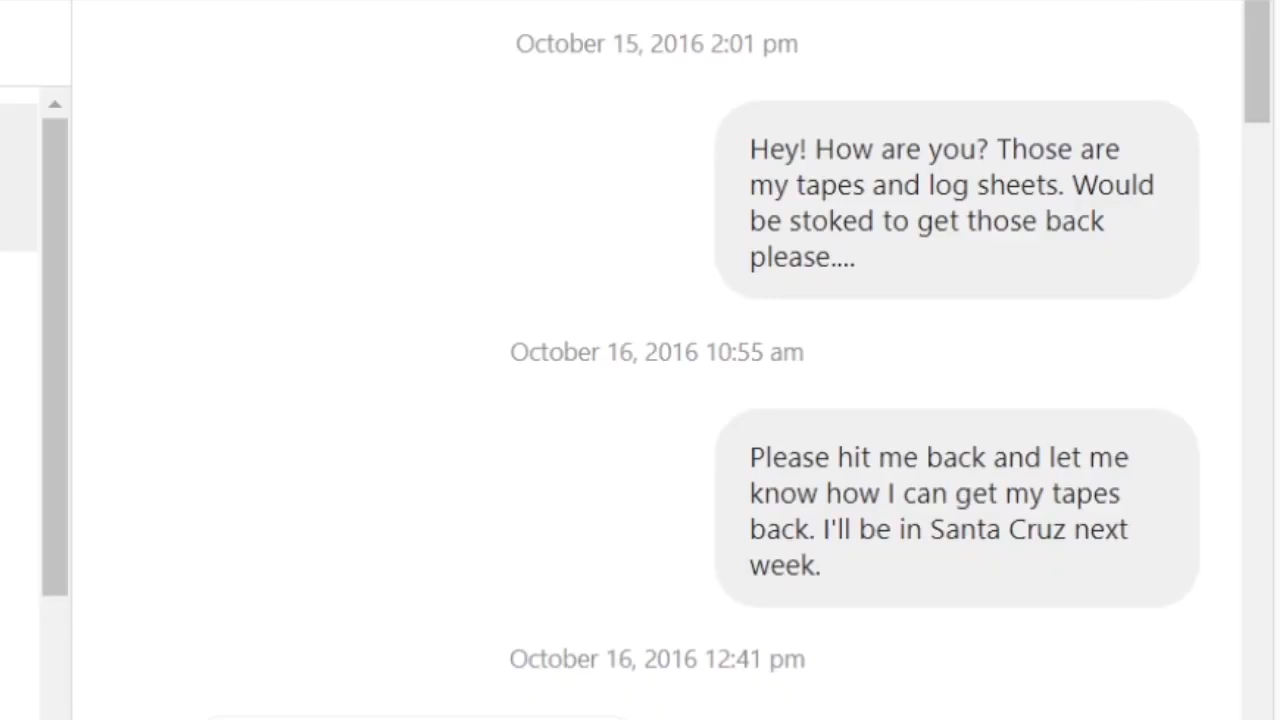 October 15, 2016 2:01 pm
Hey! How are you? Those are
my tapes and log sheets. Would
be stoked to get those back
please....
October 16, 2016 10:55 am
Please hit me back and let me
know how I can get my tapes
back. I'll be in Santa Cruz next
week.
October 16, 2016 12:41 pm